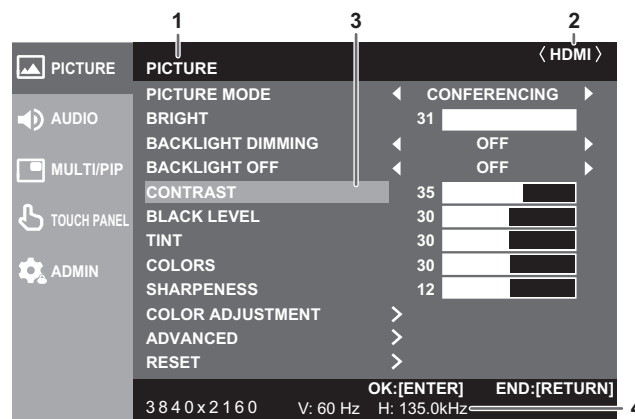 1 3 2
PICTURE
AUDIO
MULTI/PIP
TOUCH PANEL
ADMIN
PICTURE 〈 HDMI 〉
PICTURE MODE CONFERENCING
BRIGHT 31
BACKLIGHT DIMMING OFF
BACKLIGHT OFF OFF
CONTRAST 35
BLACK LEVEL 30
TINT 30
COLORS 30
SHARPENESS 12
COLOR ADJUSTMENT >
ADVANCED >
RESET >
OK:[ENTER] END:[RETURN]
3840x2160 V: 60 Hz H: 135.0kHz 4